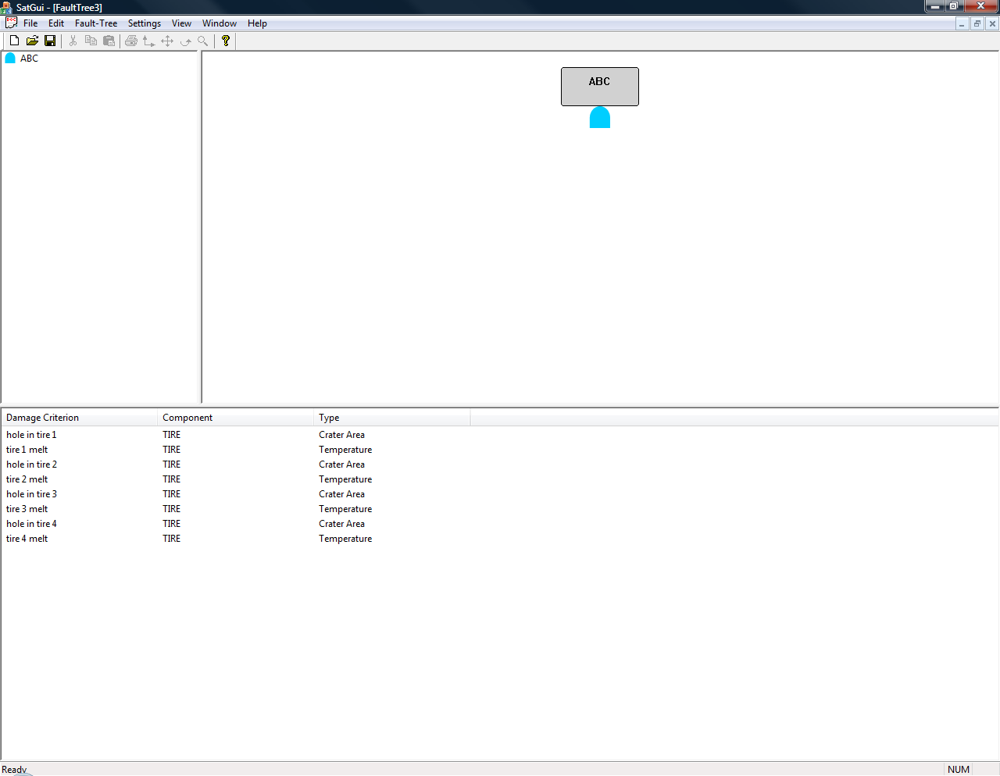 SatGui - [FaultTree3]
File Edit Fault-Tree Settings View Window Help
ABC
ABC
Damage Criterion Component Type
hole in tire 1 TIRE Crater Area
tire 1 melt TIRE Temperature
hole in tire 2 TIRE Crater Area
tire 2 melt TIRE Temperature
hole in tire 3 TIRE Crater Area
tire 3 melt TIRE Temperature
hole in tire 4 TIRE Crater Area
tire 4 melt TIRE Temperature
Ready NUM